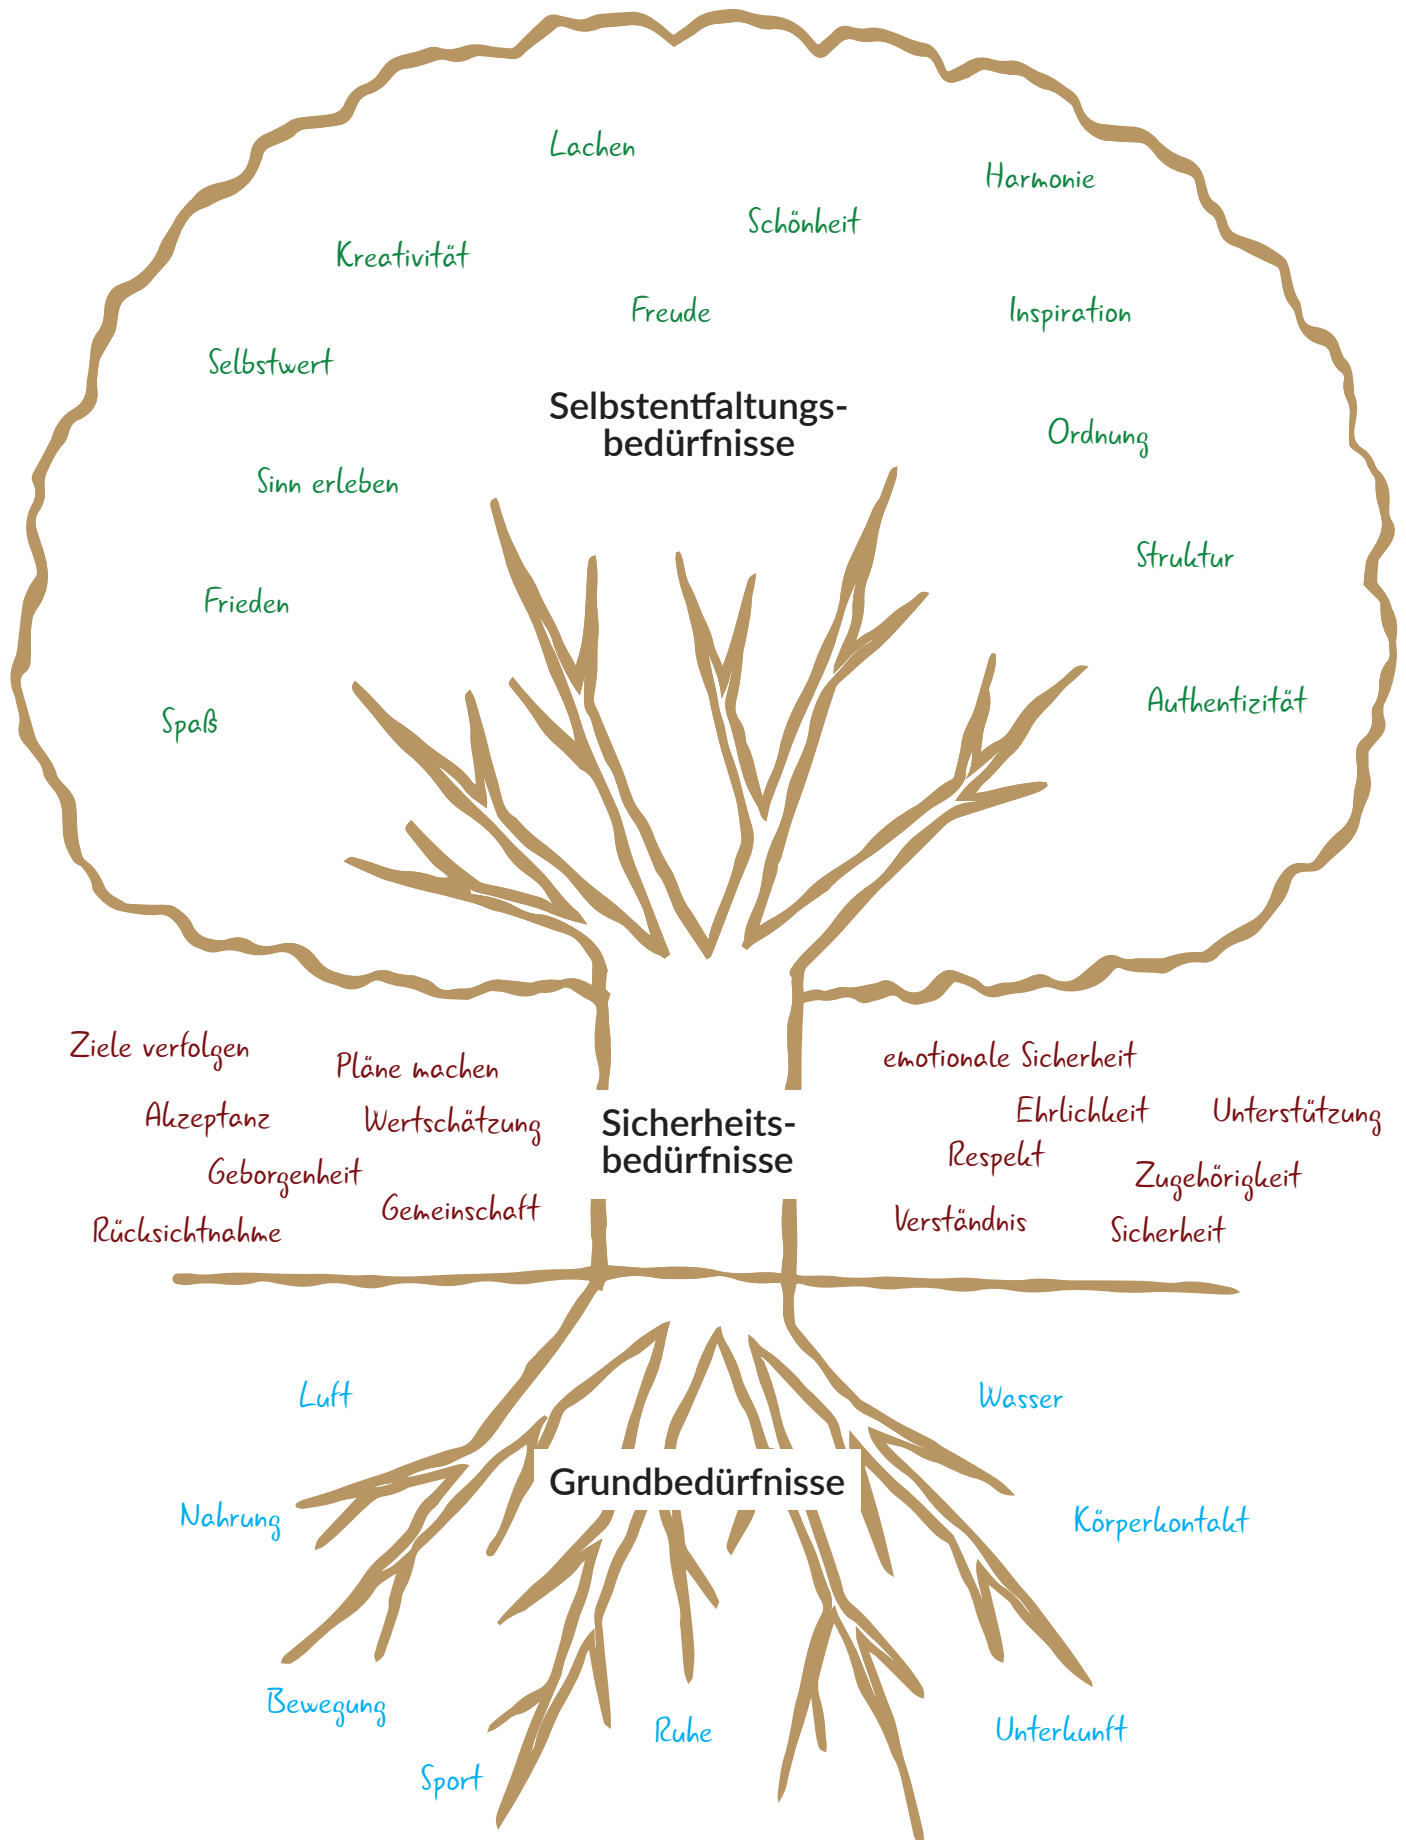 Lachen
Harmonie
Schönheit
Kreativität
Freude
Inspiration
Selbstwert
Selbstentfaltungs-
bedürfnisse
Ordnung
Sinn erleben
Struktur
Frieden
Authentizität
Spaß
Ziele verfolgen
Pläne machen
emotionale Sicherheit
Akzeptanz
Wertschätzung
Sicherheits-
bedürfnisse
Ehrlichkeit
Unterstützung
Respekt
Geborgenheit
Zugehörigkeit
Gemeinschaft
Rücksichtnahme
Verständnis
Sicherheit
Luft
Wasser
Grundbedürfnisse
Nahrung
Körperkontakt
Bewegung
Ruhe
Unterkunft
Sport